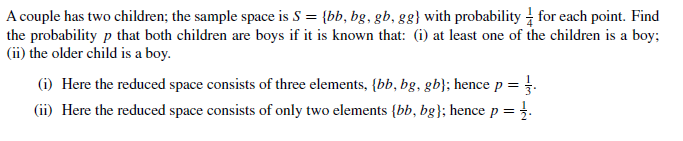 A couple has two children; the sample space is S = {bb, bg, gb, gg} with probability 1/4 for each point. Find
the probability p that both children are boys if it is known that: (i) at least one of the children is a boy;
(ii) the older child is a boy.
(i) Here the reduced space consists of three elements, {bb, bg, gb}; hence p = 1/3.
(ii) Here the reduced space consists of only two elements {bb, bg}; hence p = 1/2.